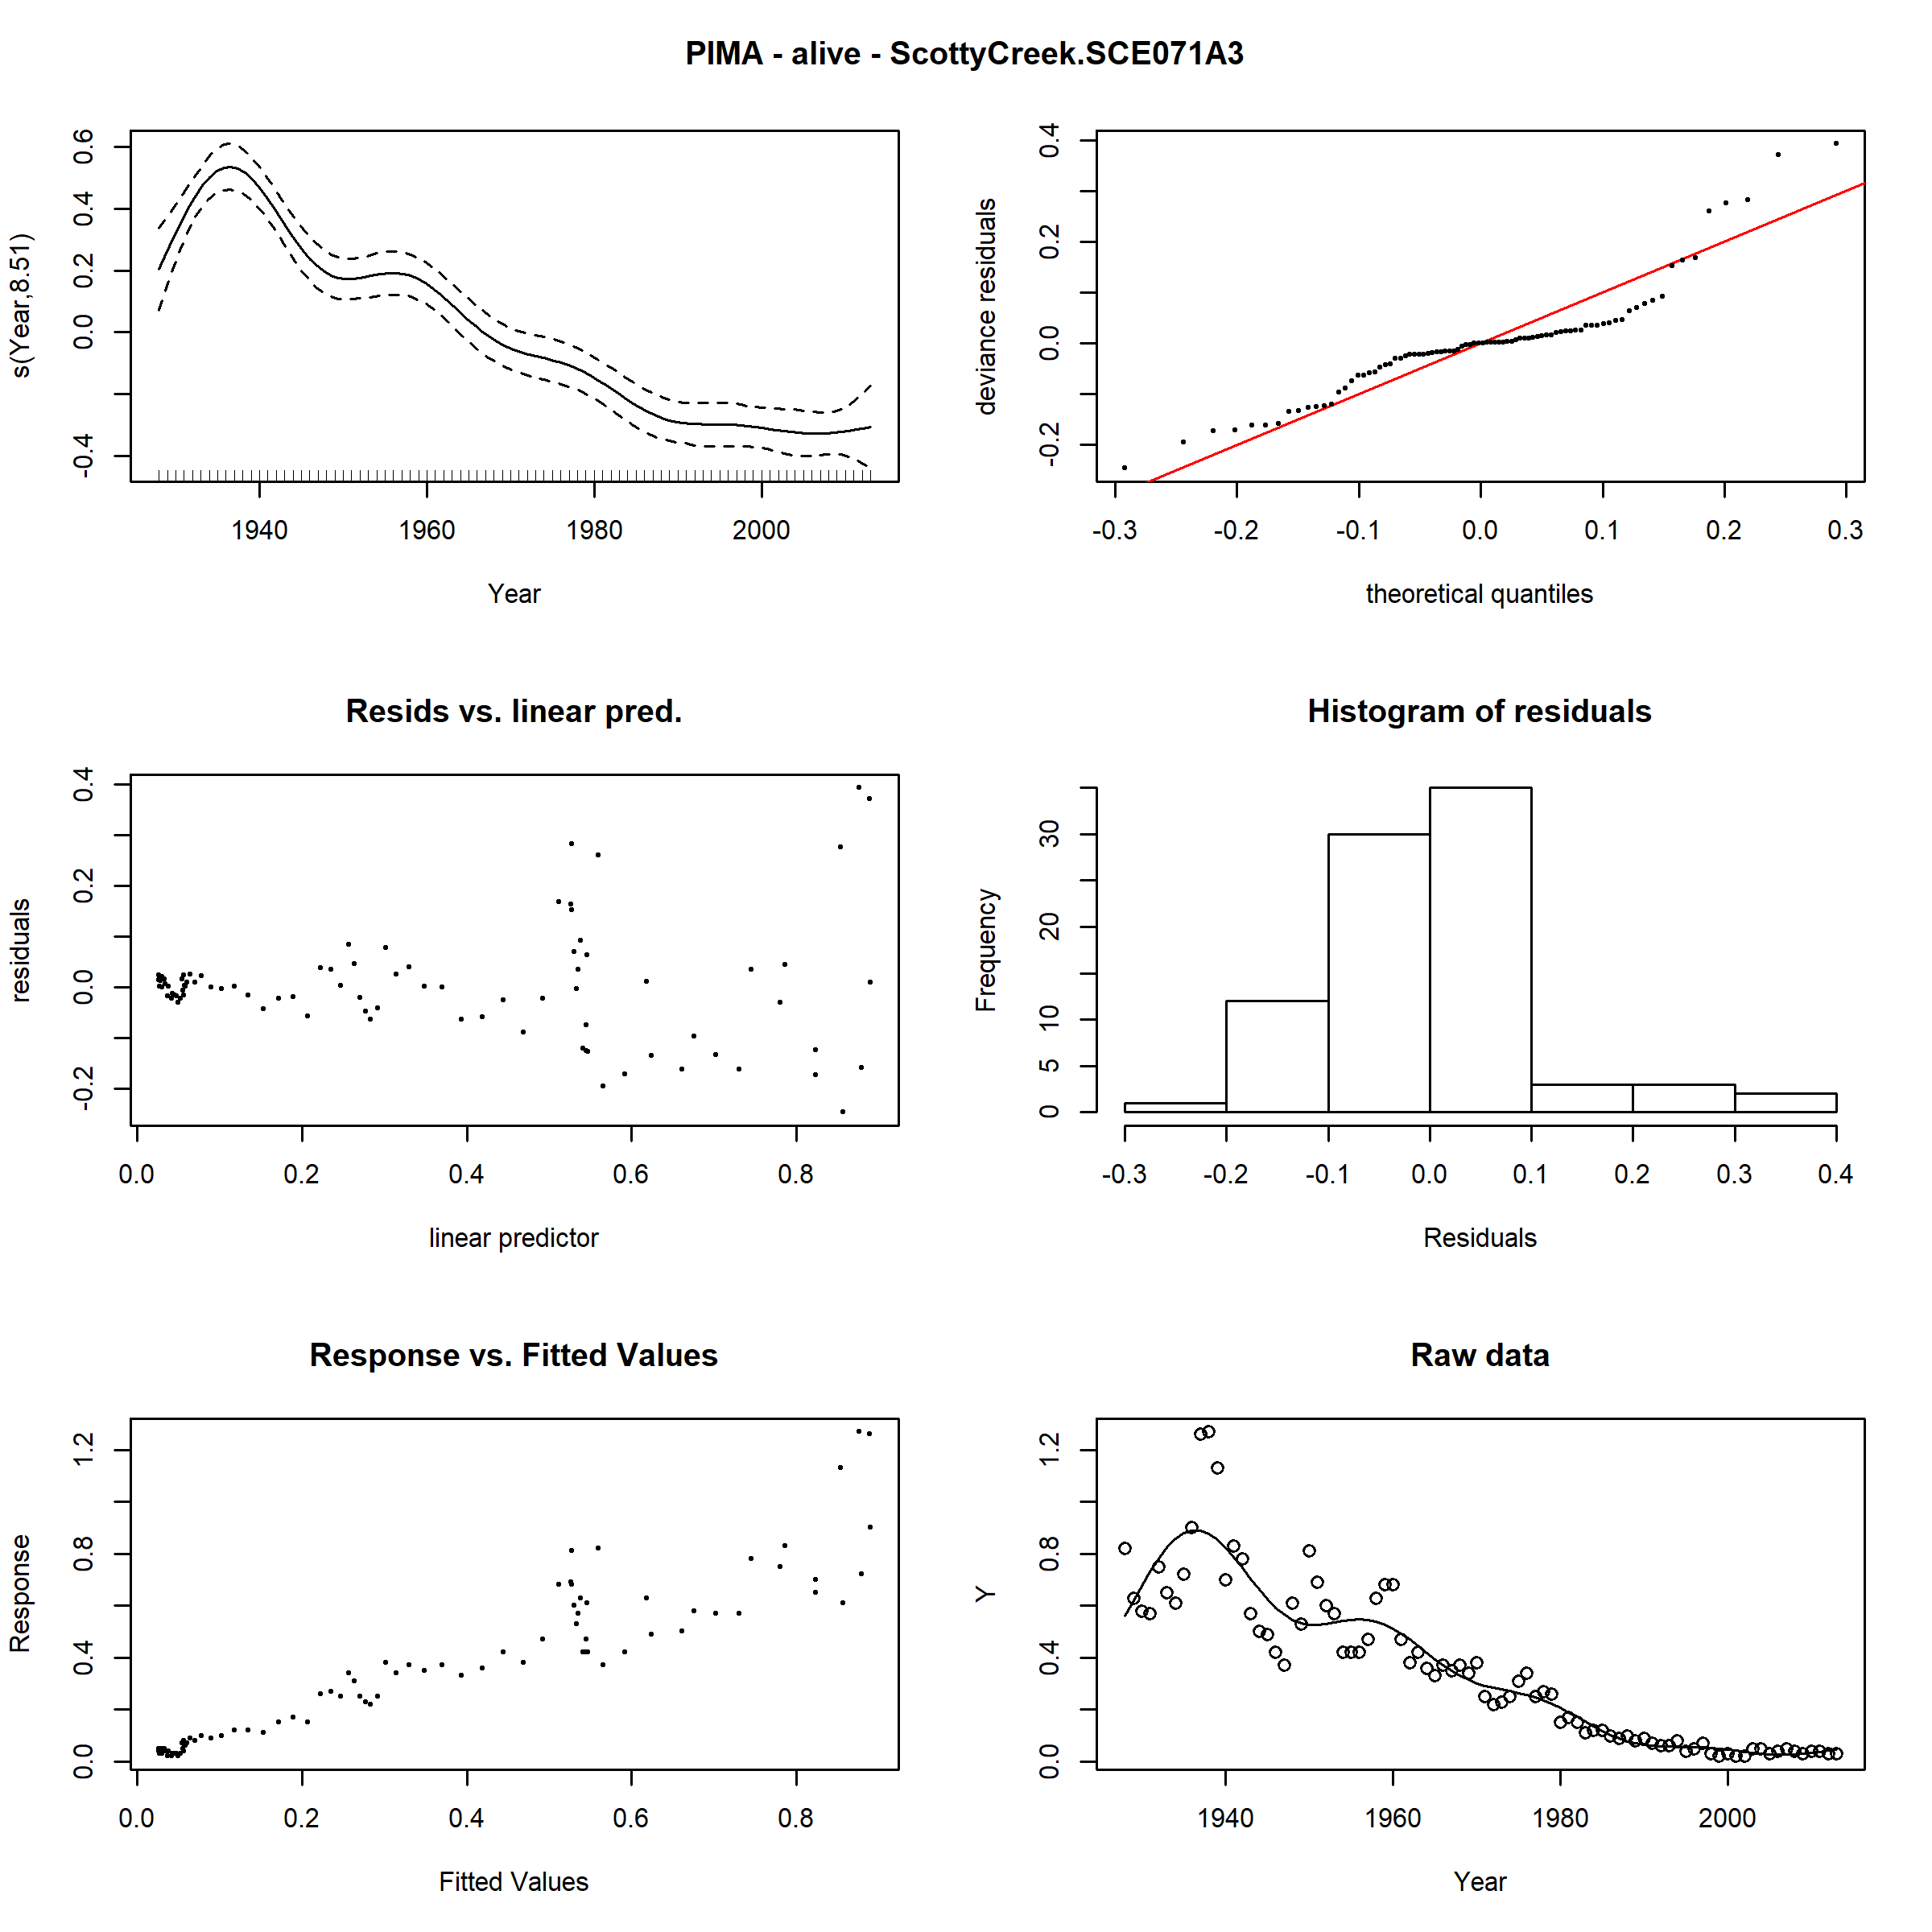 PIMA - alive - ScottyCreek.SCE071A3
s(Year,8.51)
-0.4 0.0 0.2 0.4 0.6
1940 1960 1980 2000
Year
deviance residuals
-0.2 0.0 0.2 0.4
-0.3 -0.2 -0.1 0.0 0.1 0.2 0.3
theoretical quantiles
Resids vs. linear pred.
residuals
-0.2 0.0 0.2 0.4
0.0 0.2 0.4 0.6 0.8
linear predictor
Histogram of residuals
Frequency
0 5 10 20 30
-0.3 -0.2 -0.1 0.0 0.1 0.2 0.3 0.4
Residuals
Response vs. Fitted Values
Response
0.0 0.4 0.8 1.2
0.0 0.2 0.4 0.6 0.8
Fitted Values
Raw data
Y
0.0 0.4 0.8 1.2
1940 1960 1980 2000
Year